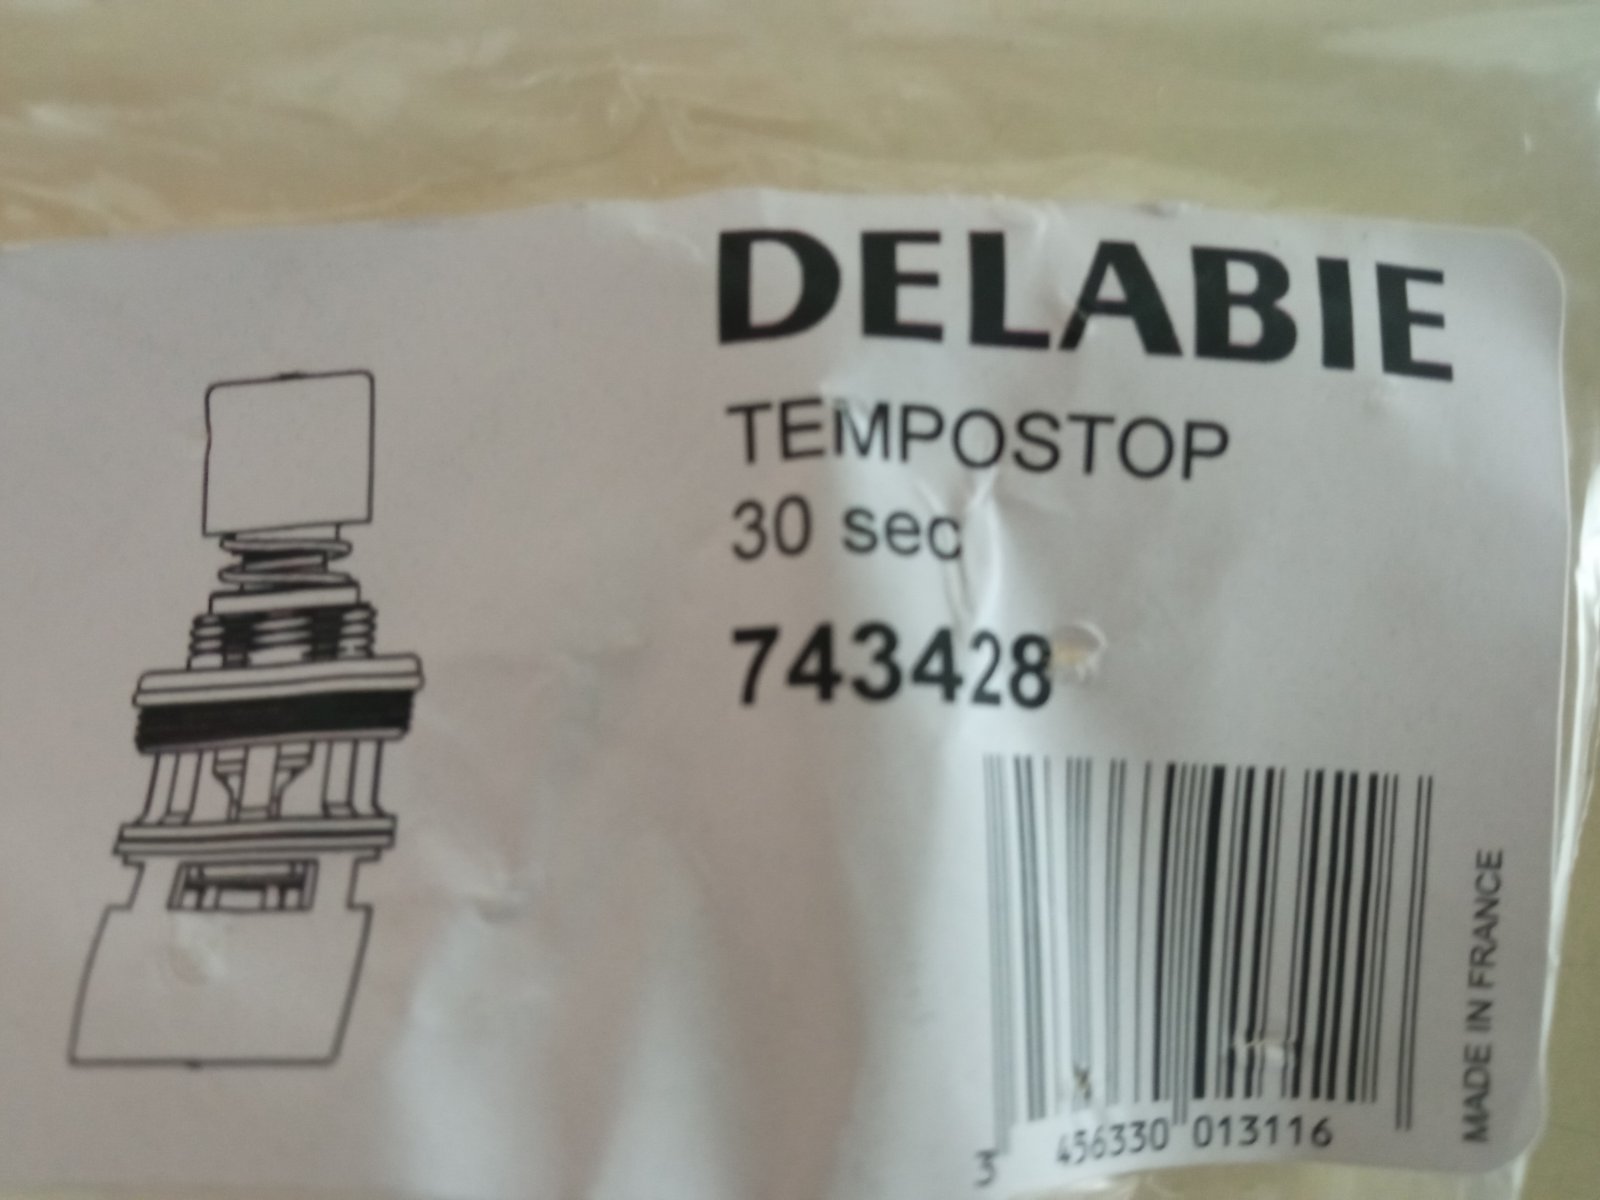 DELABIE
TEMPOSTOP
30 sec
743428
3 456330 013116
MADE IN FRANCE